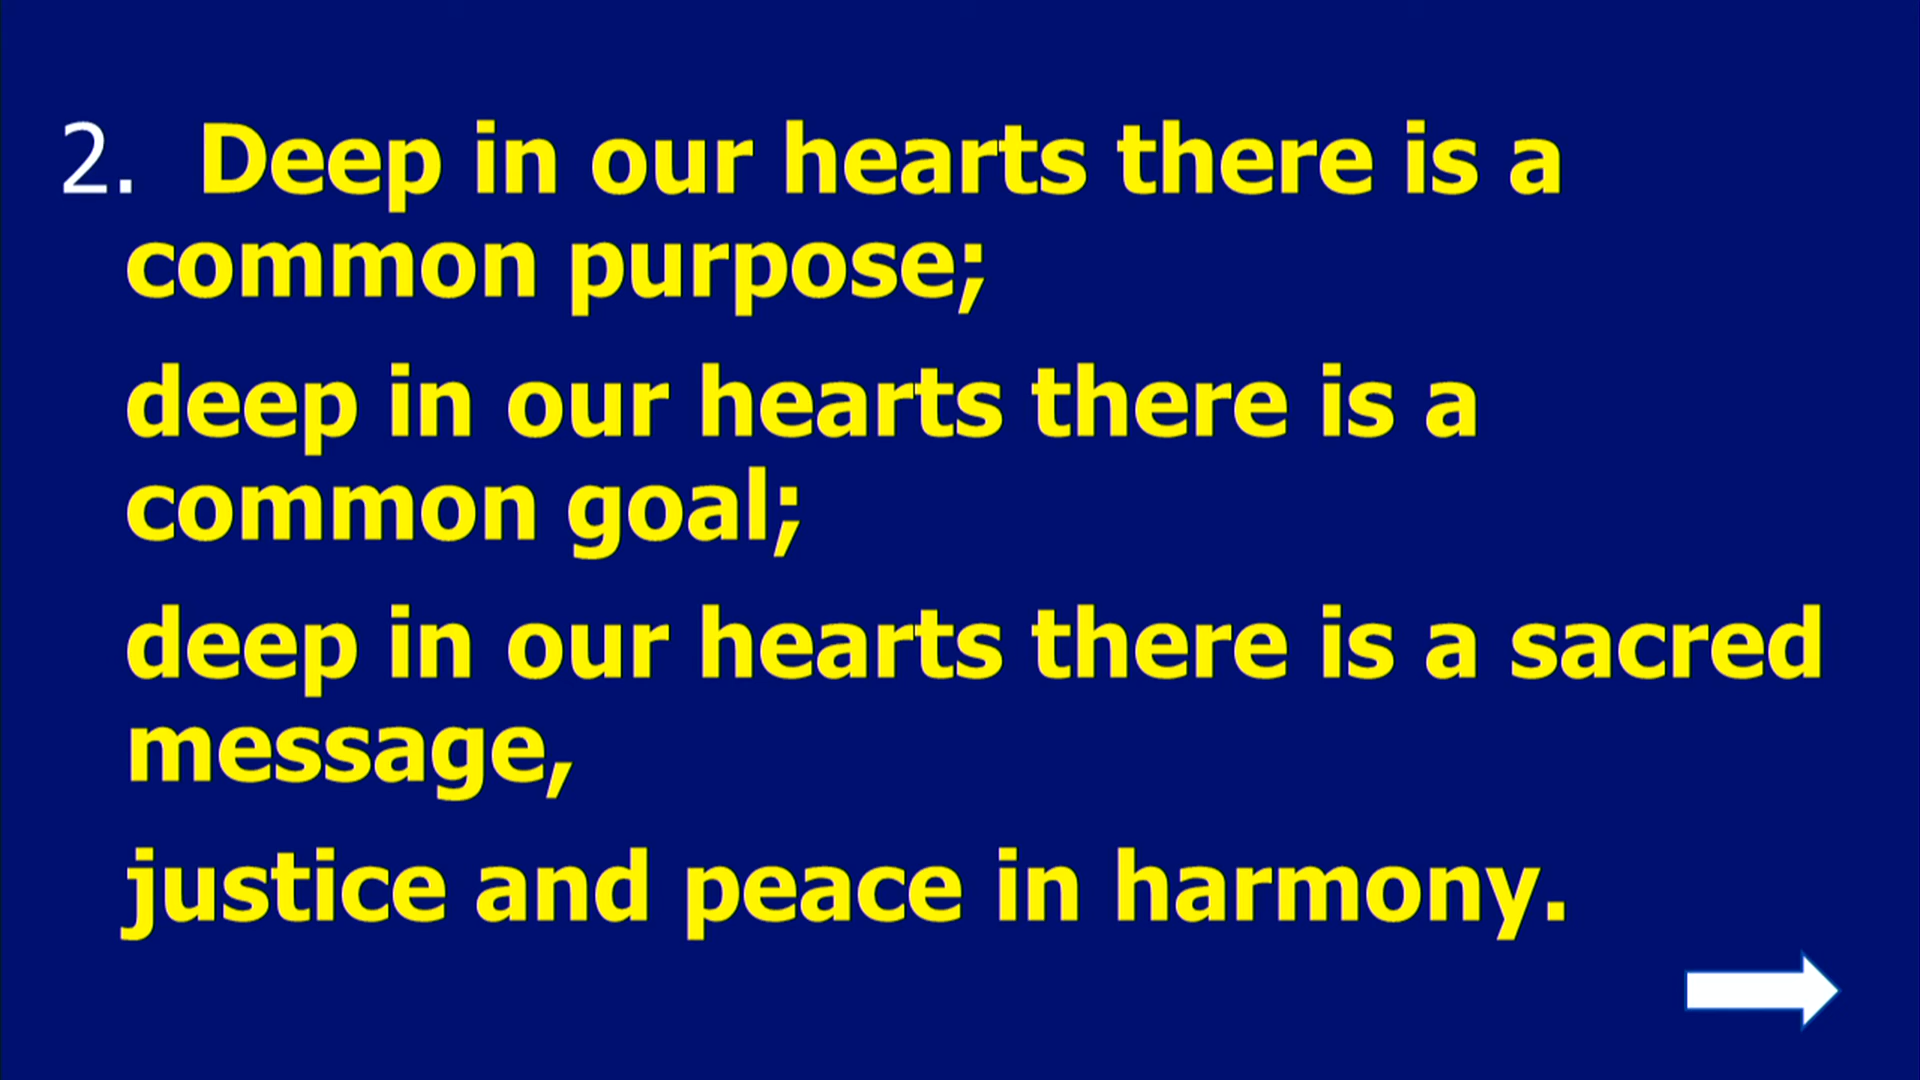 2. Deep in our hearts there is a
common purpose;
deep in our hearts there is a
common goal;
deep in our hearts there is a sacred
message,
justice and peace in harmony.